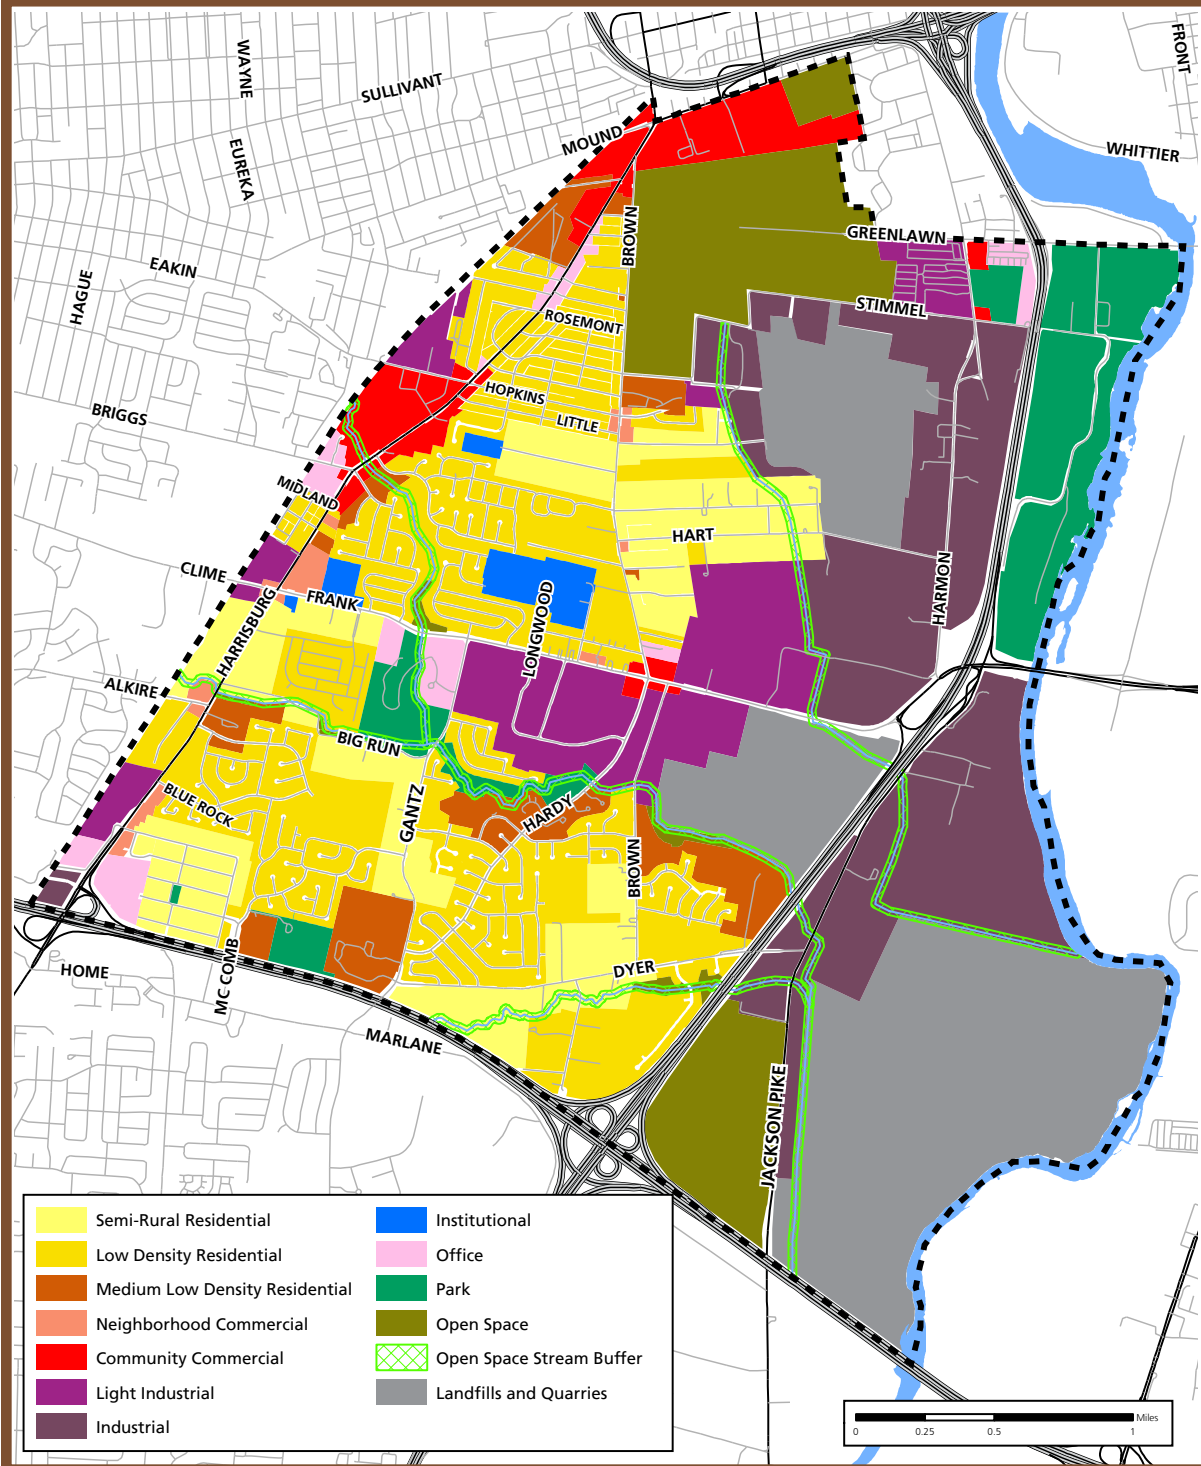 WAYNE
SULLIVANT
FRONT
MOUND
EUREKA
WHITTIER
BROWN
GREENLAWN
EAKIN
HAGUE
STIMMEL
ROSEMONT
HOPKINS
BRIGGS
LITTLE
MIDLAND
HART
CLIME
FRANK
HARMON
LONGWOOD
HARRISBURG
ALKIRE
BIG RUN
BLUE ROCK
GANTZ
HARDY
BROWN
DYER
HOME
MC COMB
MARLANE
JACKSON PIKE
Semi-Rural Residential
Low Density Residential
Medium Low Density Residential
Neighborhood Commercial
Community Commercial
Light Industrial
Industrial
Institutional
Office
Park
Open Space
Open Space Stream Buffer
Landfills and Quarries
Miles
0 0.25 0.5 1